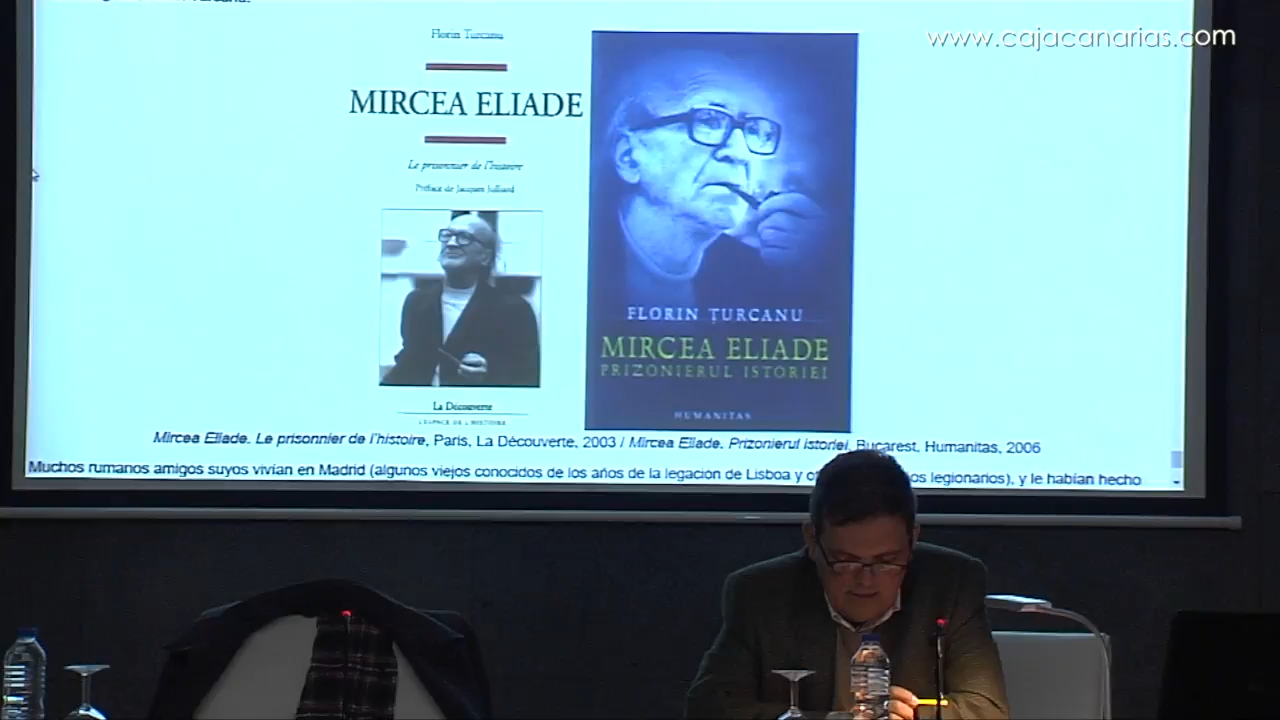 www.cajacanarias.com
Florin Turcanu
MIRCEA ELIADE
Le prisonnier de l'histoire
Préface de Jacques Julliard
La Découverte
L'ESPACE DE L'HISTOIRE
FLORIN ȚURCANU
MIRCEA ELIADE
PRIZONIERUL ISTORIEI
HUMANITAS
Mircea Eliade. Le prisonnier de l'histoire, Paris, La Découverte, 2003 / Mircea Eliade. Prizonierul istoriei, Bucarest, Humanitas, 2006
Muchos rumanos amigos suyos vivían en Madrid (algunos viejos conocidos de los años de la legación de Lisboa y legionarios), y le habían hecho